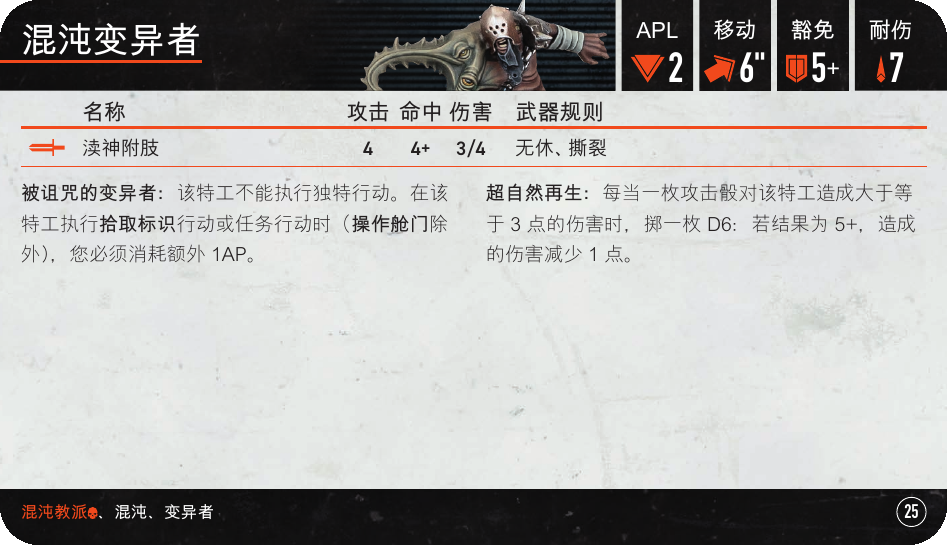 混沌变异者
APL 移动 豁免 耐伤
2 6" 5+ 7
名称 攻击 命中 伤害 武器规则
渎神附肢 4 4+ 3/4 无休、撕裂
被诅咒的变异者：该特工不能执行独特行动。在该
特工执行拾取标识行动或任务行动时（操作舱门除
外），您必须消耗额外 1AP。
超自然再生：每当一枚攻击骰对该特工造成大于等
于 3 点的伤害时，掷一枚 D6：若结果为 5+，造成
的伤害减少 1 点。
混沌教派、混沌、变异者
25